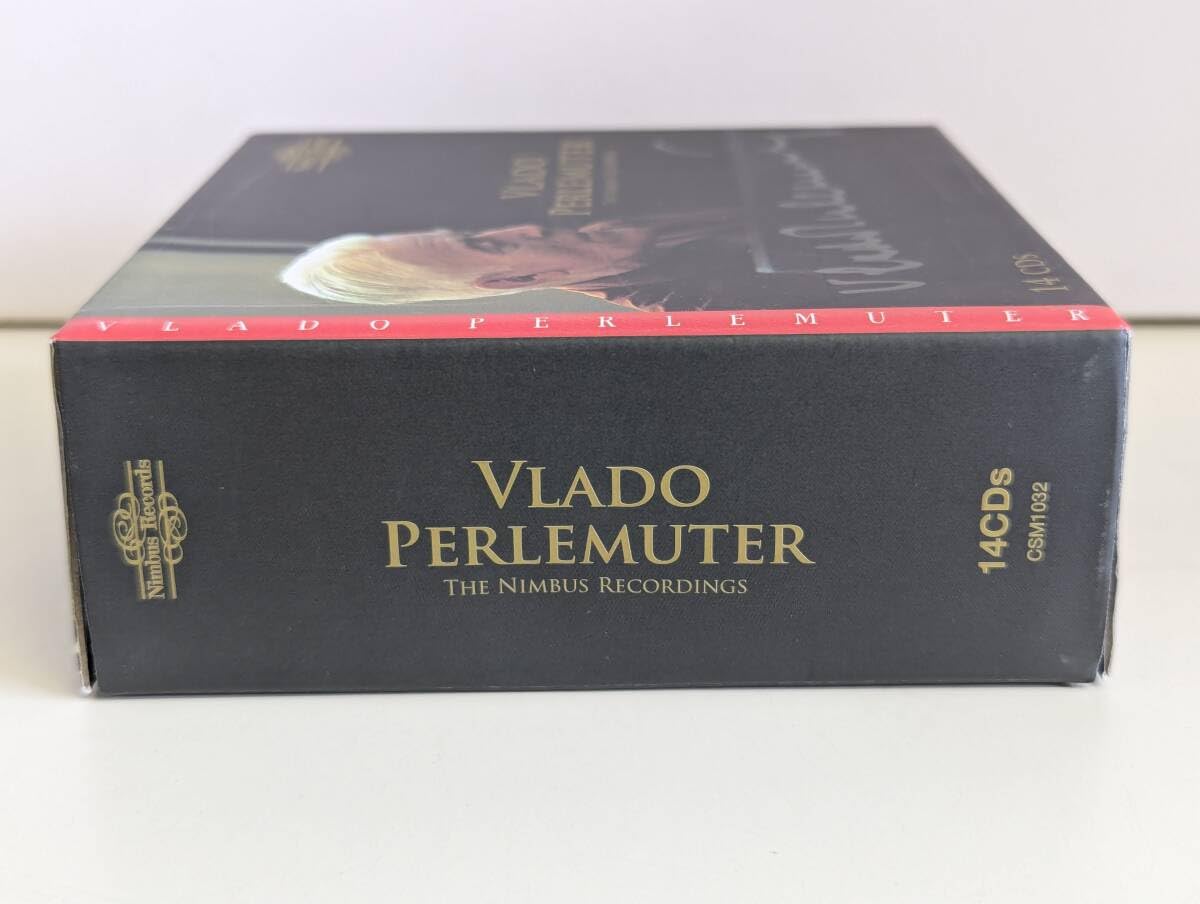 VLADO
PERLEMUTER
14 CDS
VLADO PERLEMUTER
Nimbus Records
VLADO
PERLEMUTER
THE NIMBUS RECORDINGS
14CDs
CSM1032